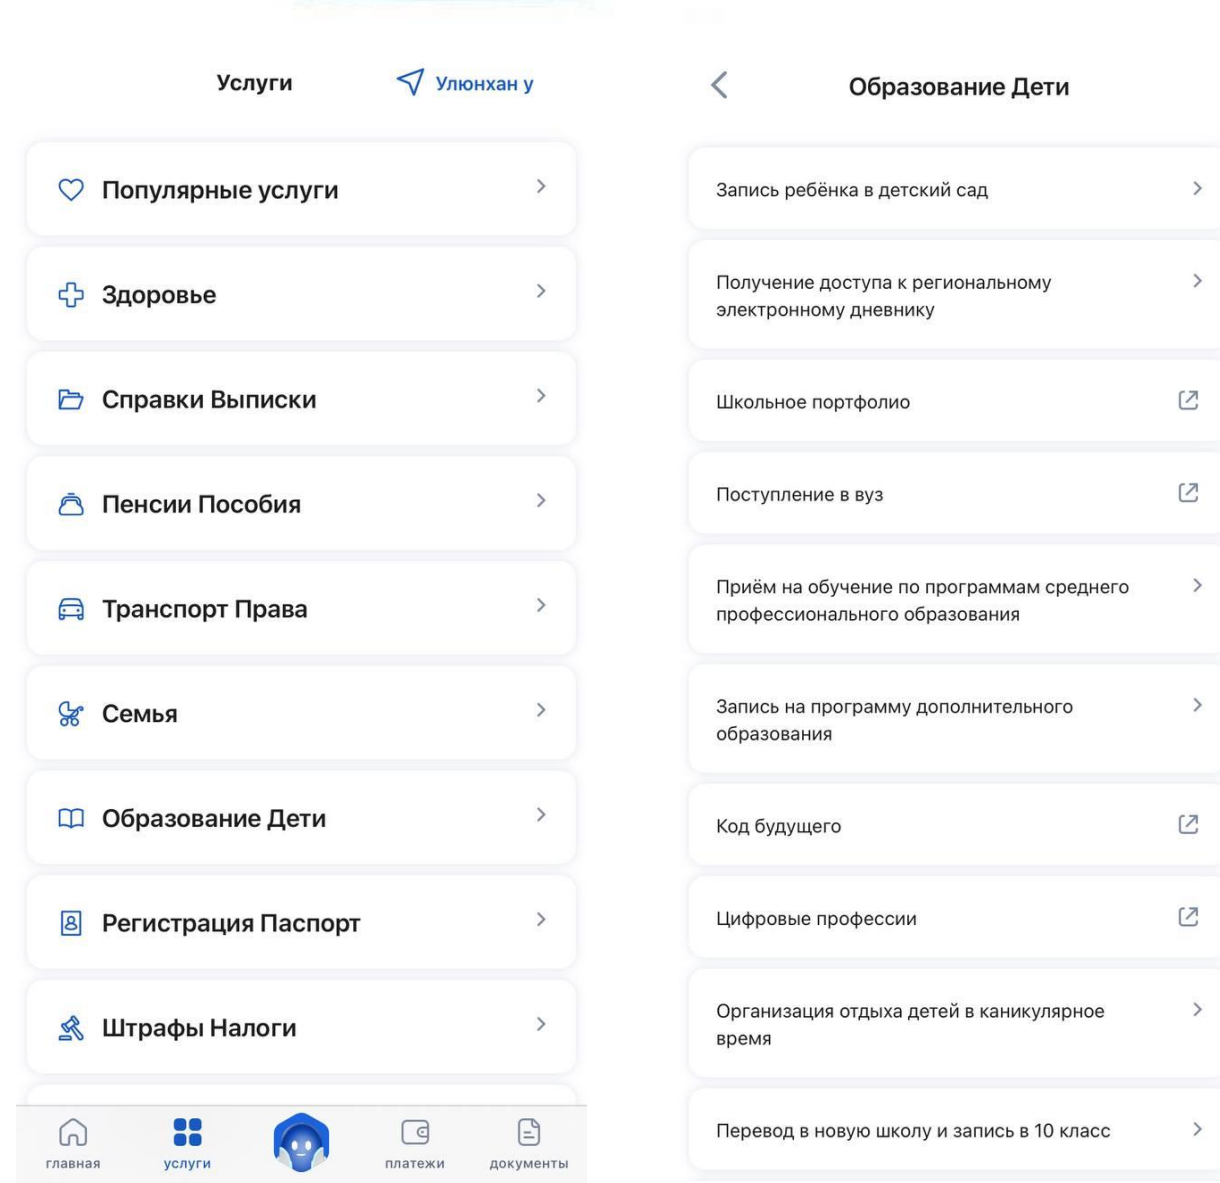 Услуги
Улюнхан у
Популярные услуги
Здоровье
Справки Выписки
Пенсии Пособия
Транспорт Права
Семья
Образование Дети
Регистрация Паспорт
Штрафы Налоги
главная
услуги
платежи
документы
Образование Дети
Запись ребёнка в детский сад
Получение доступа к региональному
электронному дневнику
Школьное портфолио
Поступление в вуз
Приём на обучение по программам среднего
профессионального образования
Запись на программу дополнительного
образования
Код будущего
Цифровые профессии
Организация отдыха детей в каникулярное
время
Перевод в новую школу и запись в 10 класс